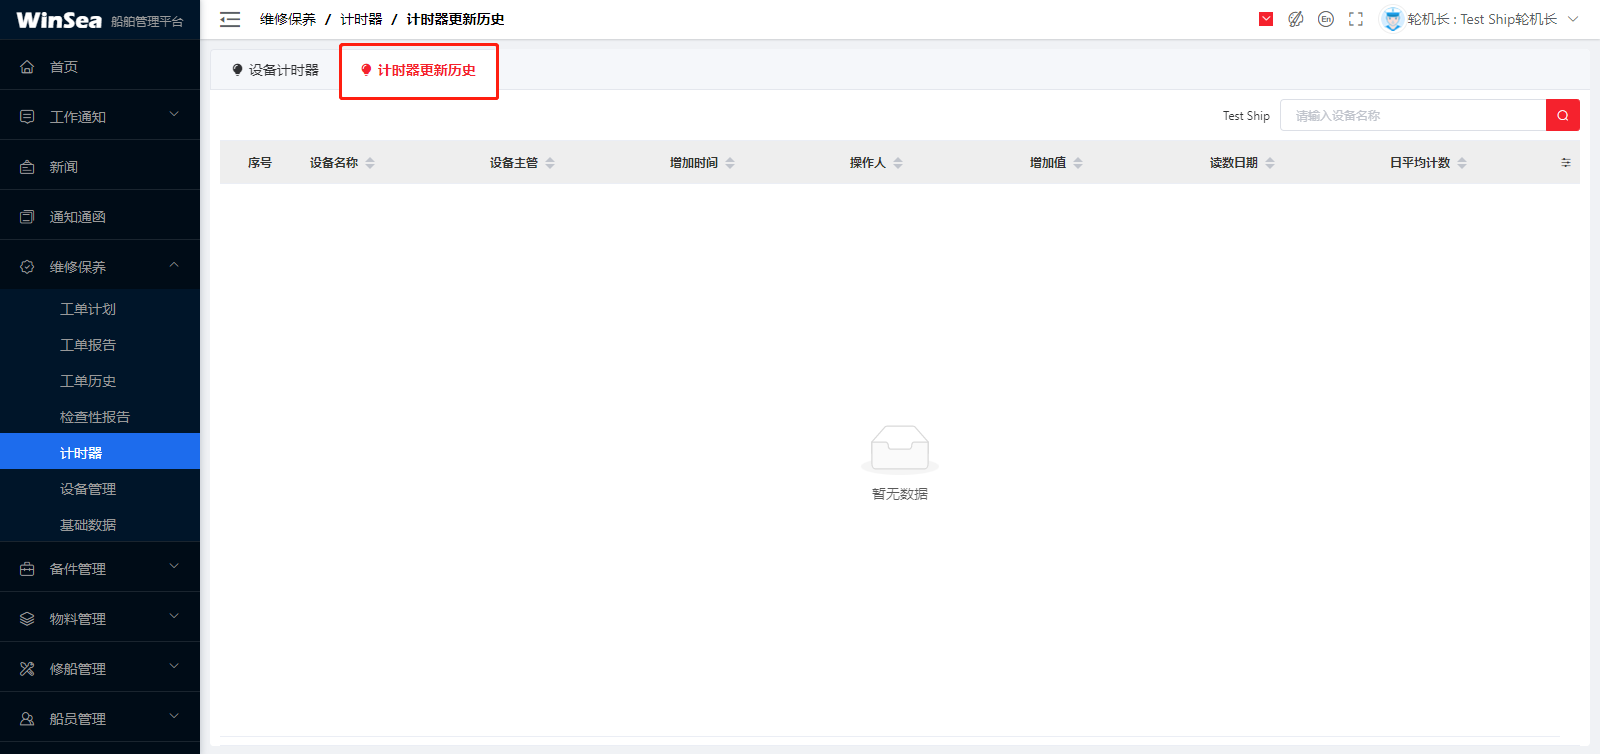 WinSea 船舶管理平台
维修保养 / 计时器 / 计时器更新历史
En
轮机长 : Test Ship轮机长
首页
工作通知
新闻
通知通函
维修保养
工单计划
工单报告
工单历史
检查性报告
计时器
设备管理
基础数据
备件管理
物料管理
修船管理
船员管理
设备计时器
计时器更新历史
Test Ship
请输入设备名称
序号 设备名称 设备主管 增加时间 操作人 增加值 读数日期 日平均计数
暂无数据